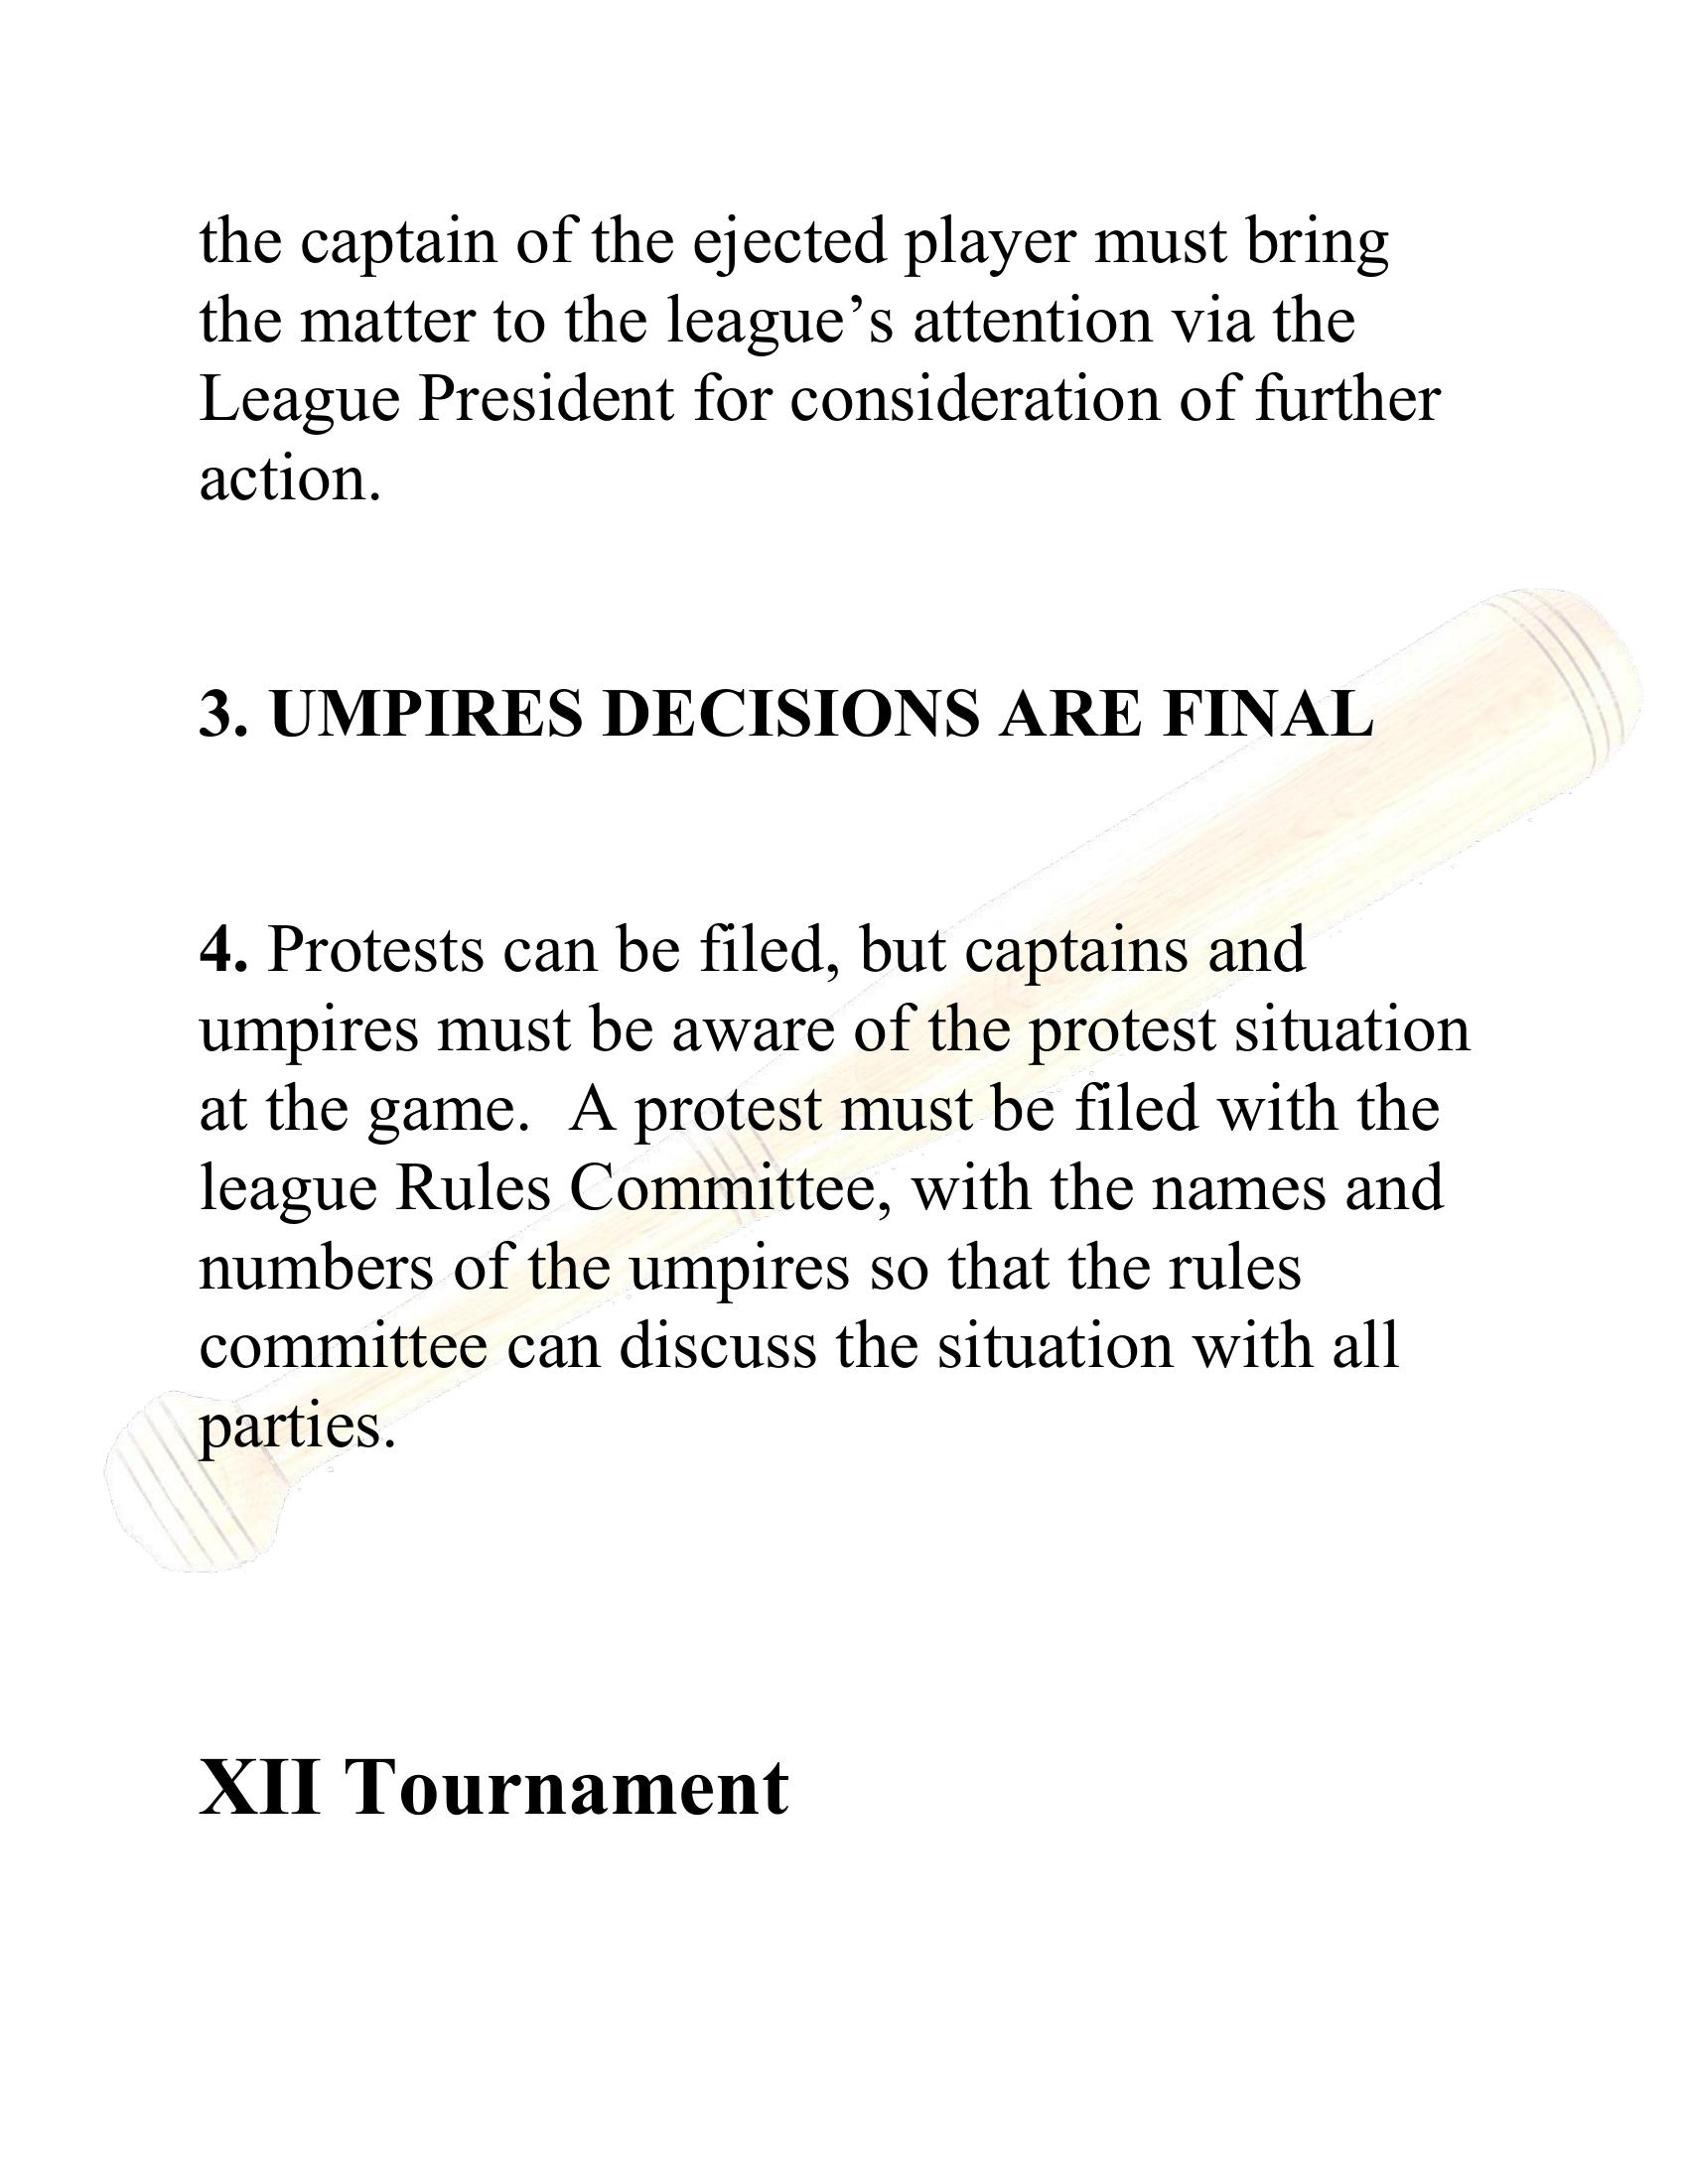 the captain of the ejected player must bring
the matter to the league’s attention via the
League President for consideration of further
action.
3. UMPIRES DECISIONS ARE FINAL
4. Protests can be filed, but captains and
umpires must be aware of the protest situation
at the game.  A protest must be filed with the
league Rules Committee, with the names and
numbers of the umpires so that the rules
committee can discuss the situation with all
parties.
XII Tournament